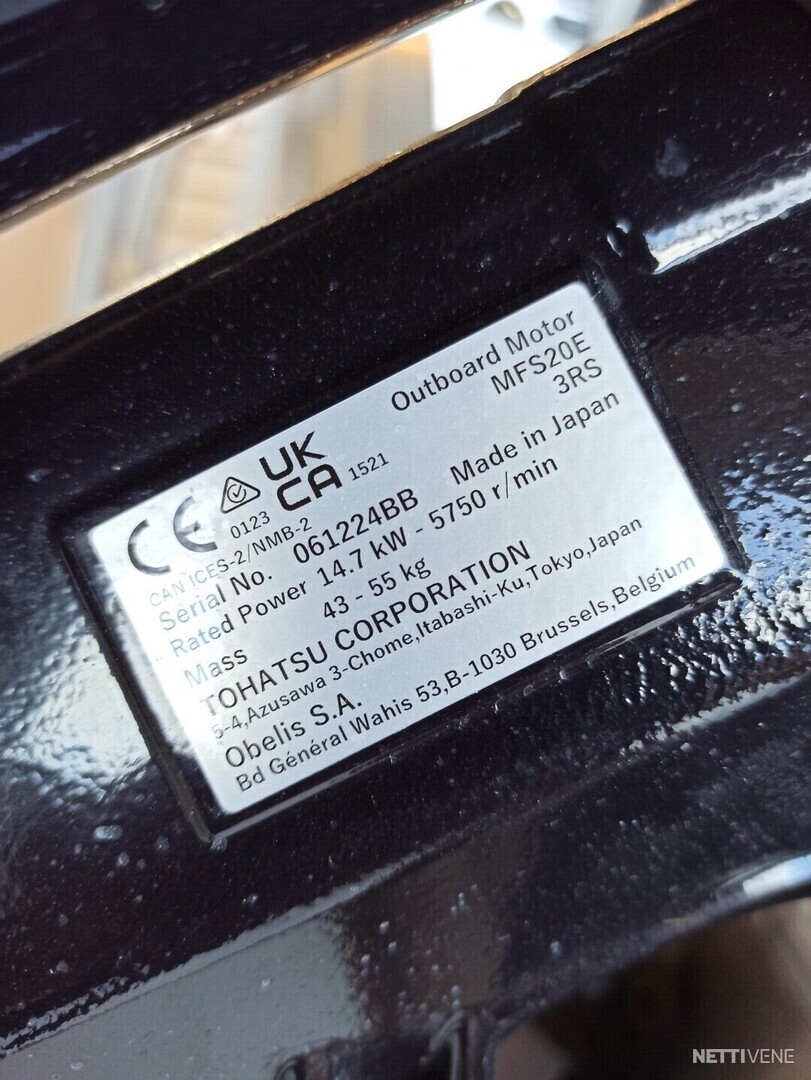 Outboard Motor
MFS20E
3RS
CE 0123 UK CA 1521
CAN ICES-2/NMB-2 Made in Japan
Serial No. 061224BB
Rated Power 14.7 kW - 5750 r/min
Mass 43 - 55 kg
TOHATSU CORPORATION
5-4,Azusawa 3-Chome,Itabashi-Ku,Tokyo,Japan
Obelis S.A.
Bd Général Wahis 53,B-1030 Brussels,Belgium
NETTIVENE